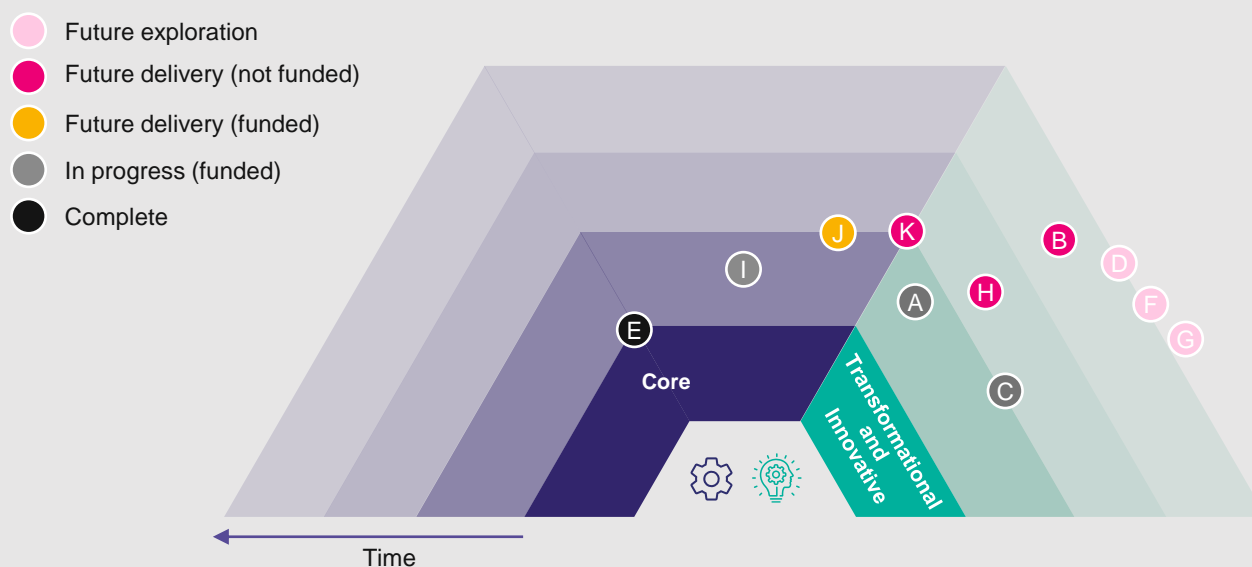 Future exploration
Future delivery (not funded)
Future delivery (funded)
In progress (funded)
Complete
J
K
B
D
I
A
H
F
E
G
Core
C
Transformational
and
Innovative
Time